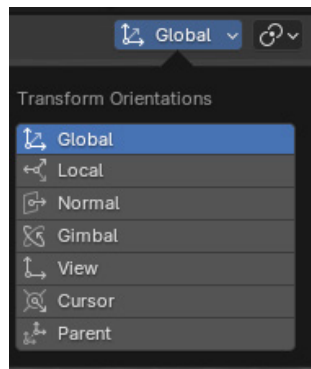 Global
Transform Orientations
Global
Local
Normal
Gimbal
View
Cursor
Parent